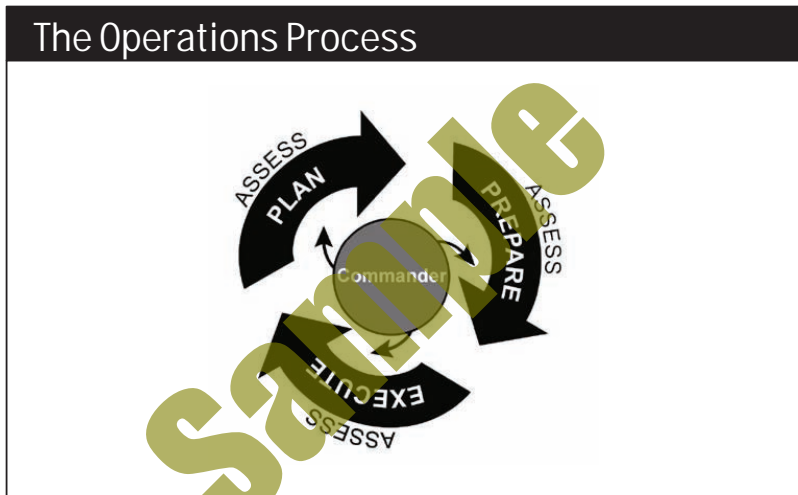 The Operations Process
ASSESS
PLAN
ASSESS
PREPARE
Commander
EXECUTE
ASSESS
Sample